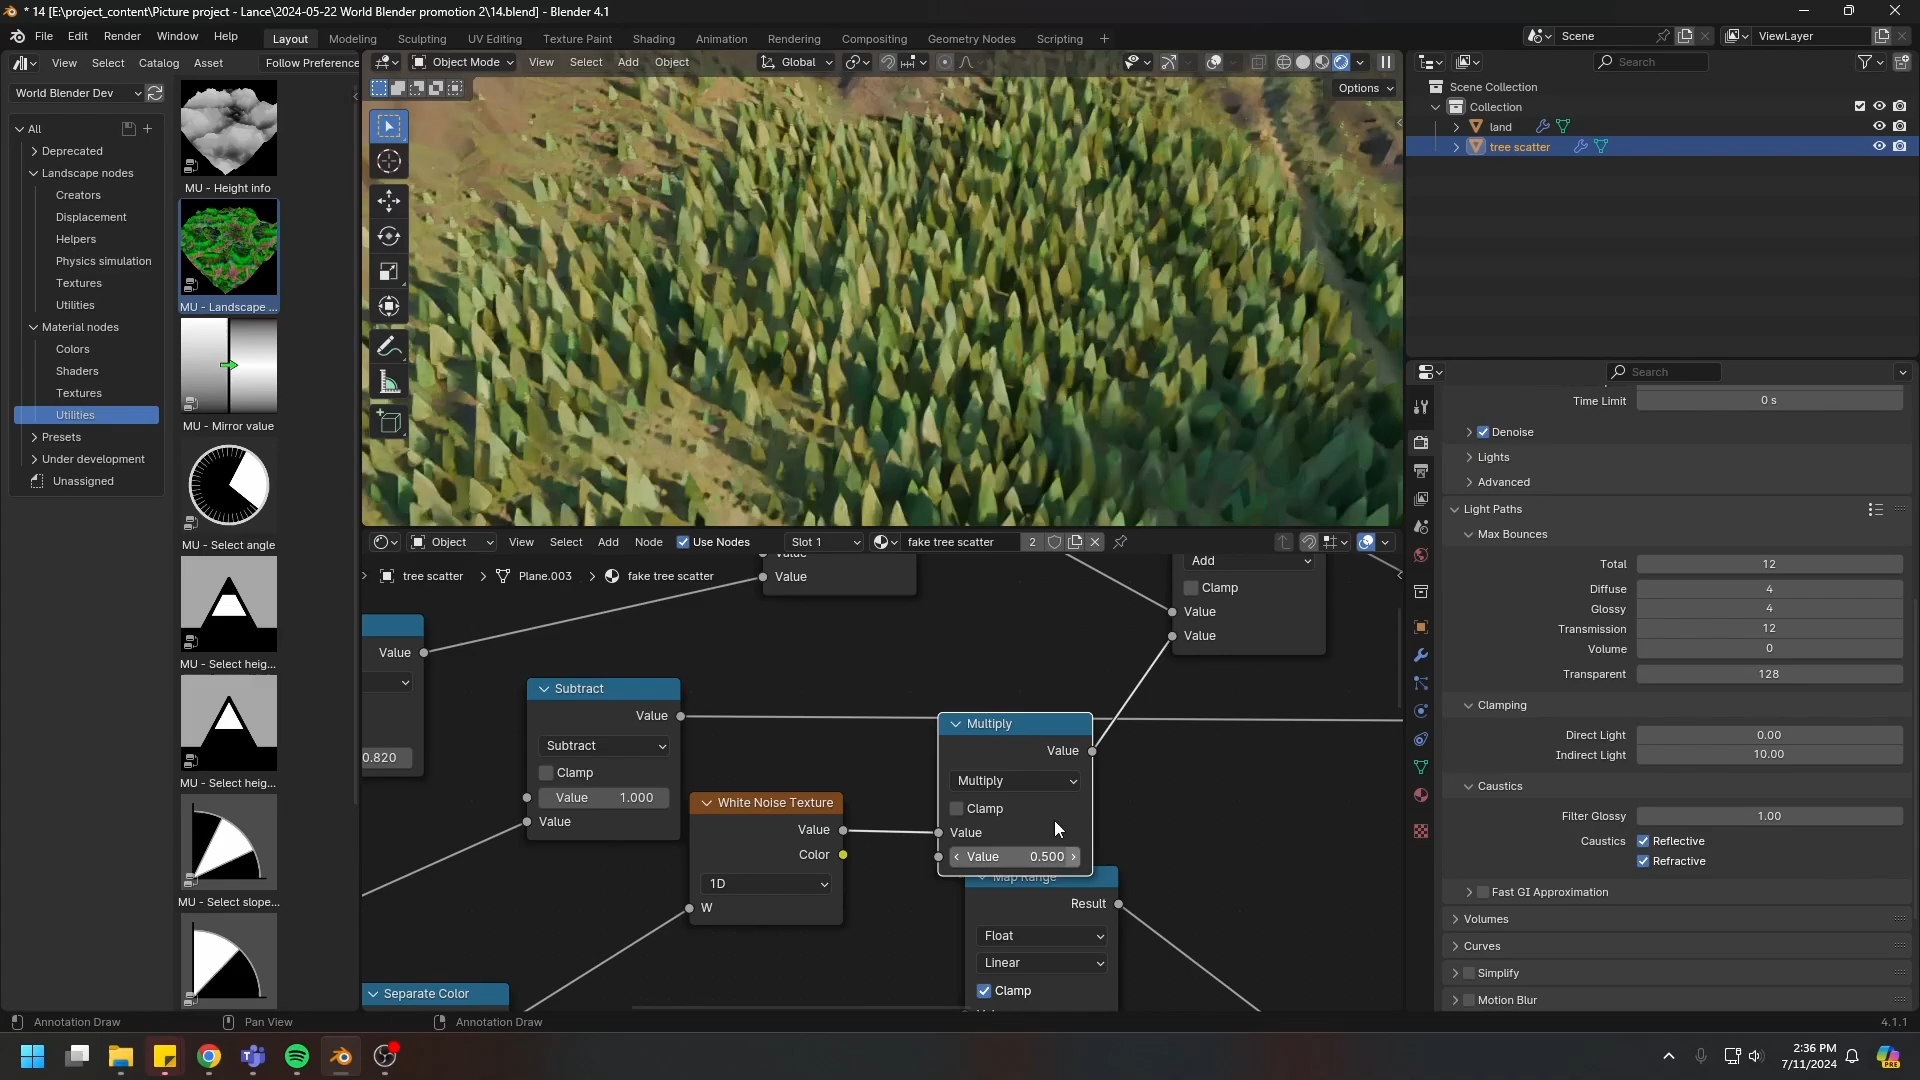 * 14 [E:\project_content\Picture project - Lance\2024-05-22 World Blender promotion 2\14.blend] - Blender 4.1
File Edit Render Window Help
Layout Modeling Sculpting UV Editing Texture Paint Shading Animation Rendering Compositing Geometry Nodes Scripting +
Scene
ViewLayer
View Select Catalog Asset Follow Preference
World Blender Dev
All
Deprecated
Landscape nodes
Creators
Displacement
Helpers
Physics simulation
Textures
Utilities
Material nodes
Colors
Shaders
Textures
Utilities
Presets
Under development
Unassigned
MU - Height info
MU - Landscape ...
MU - Mirror value
MU - Select angle
MU - Select heig...
MU - Select heig...
MU - Select slope...
Object Mode View Select Add Object Global
Options
Object View Select Add Node Use Nodes Slot 1 fake tree scatter 2
tree scatter Plane.003 fake tree scatter
Value
Value
0.820
Subtract
Value
Subtract
Clamp
Value 1.000
Value
White Noise Texture
Value
Color
1D
W
Separate Color
Value
Multiply
Value
Multiply
Clamp
Value
Value 0.500
Map Range
Result
Float
Linear
Clamp
Add
Clamp
Value
Value
Search
Scene Collection
Collection
land
tree scatter
Search
Time Limit 0 s
Denoise
Lights
Advanced
Light Paths
Max Bounces
Total 12
Diffuse 4
Glossy 4
Transmission 12
Volume 0
Transparent 128
Clamping
Direct Light 0.00
Indirect Light 10.00
Caustics
Filter Glossy 1.00
Caustics Reflective
Refractive
Fast GI Approximation
Volumes
Curves
Simplify
Motion Blur
Annotation Draw Pan View Annotation Draw
4.1.1
2:36 PM
7/11/2024
PRE